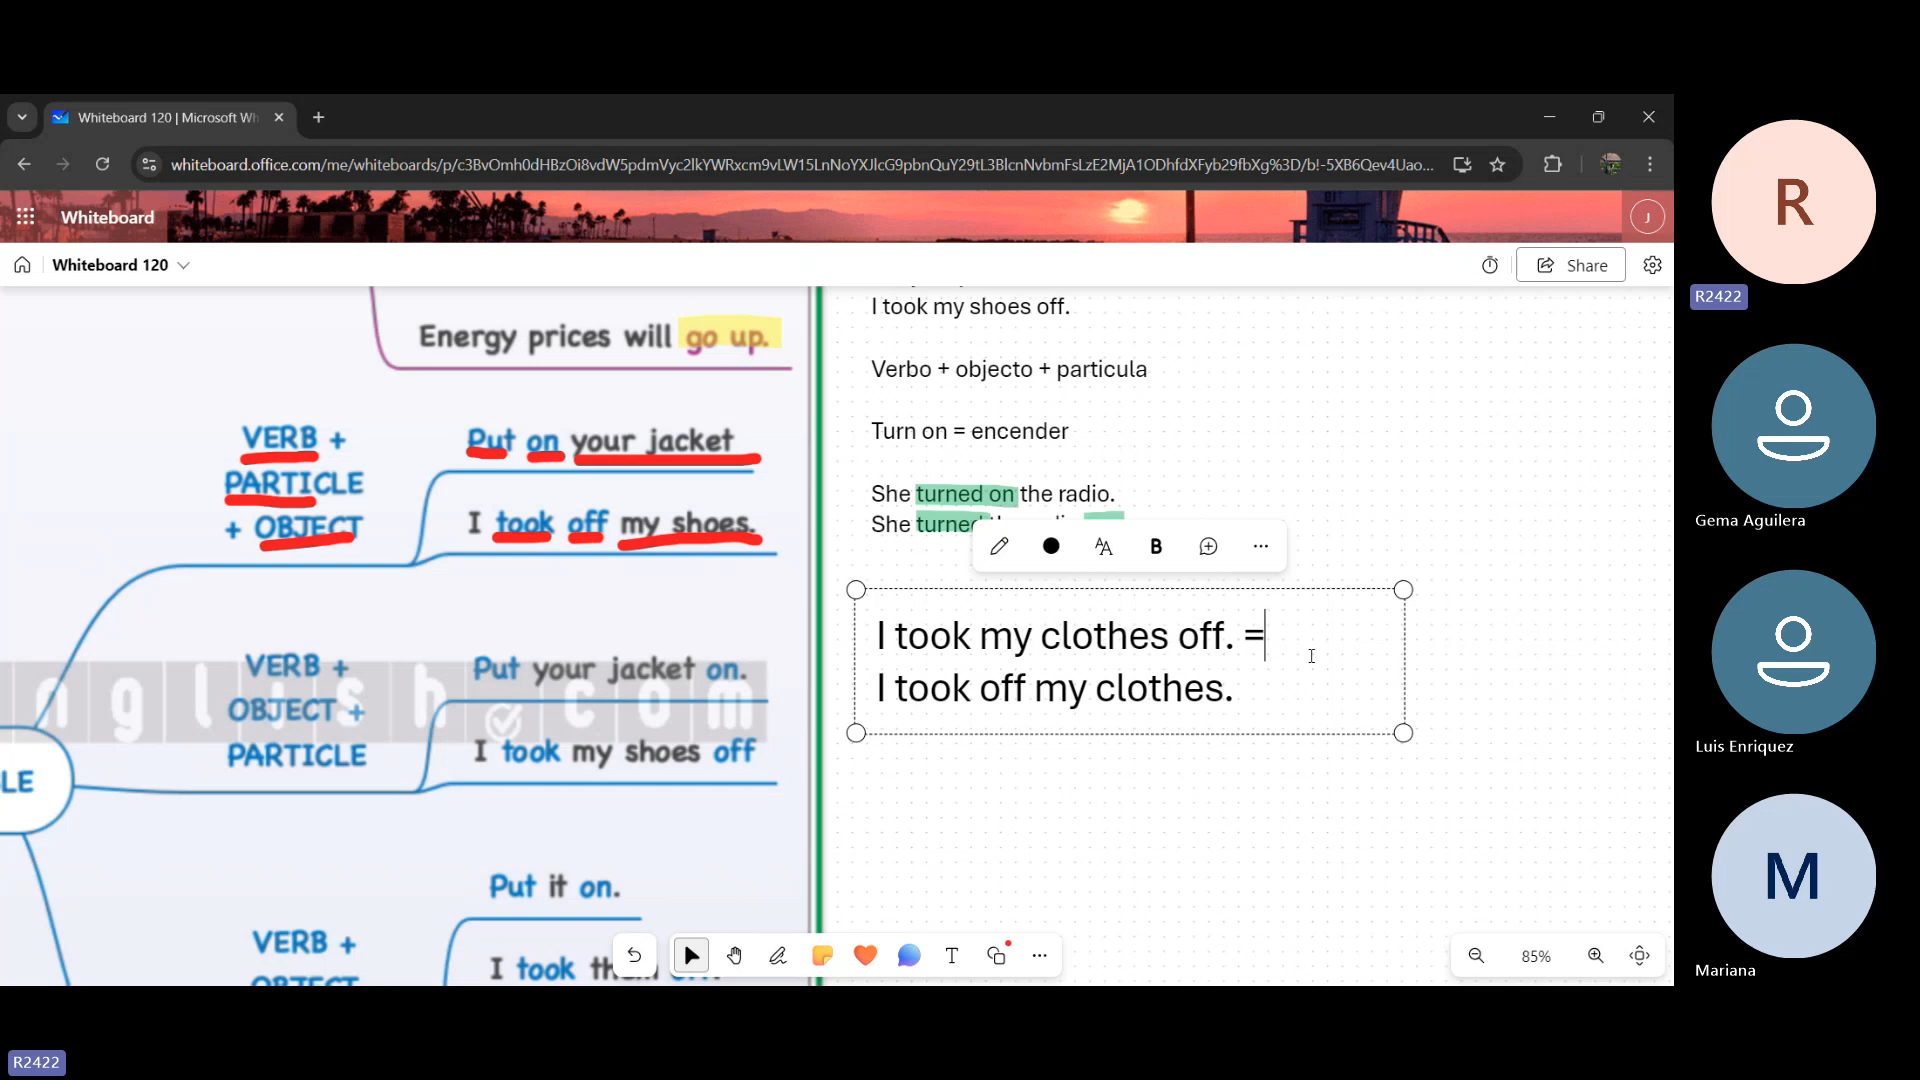 Whiteboard 120 | Microsoft Wh
whiteboard.office.com/me/whiteboards/p/c3BvOmh0dHBzOi8vdW5pdmVyc2lkYWRxcm9vLW15LnNoYXJlcG9pbnQuY29tL3BlcnNvbmFsLzE2MjA1ODhfdXFyb29fbXg%3D/b!-5XB6Qev4Uao...
Whiteboard
J
Whiteboard 120
Share
Energy prices will go up.
VERB +
PARTICLE
+ OBJECT
Put on your jacket
I took off my shoes.
VERB +
OBJECT +
PARTICLE
Put your jacket on.
I took my shoes off
nglish.com
LE
Put it on.
VERB +
OBJECT
I took
I took my shoes off.
Verbo + objecto + particula
Turn on = encender
She turned on the radio.
She turned
I took my clothes off. =
I took off my clothes.
B
T
85%
R
R2422
Gema Aguilera
Luis Enriquez
M
Mariana
R2422